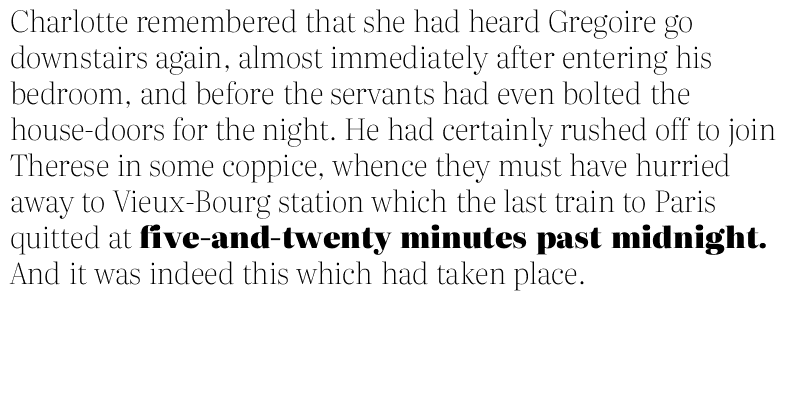 Charlotte remembered that she had heard Gregoire go
downstairs again, almost immediately after entering his
bedroom, and before the servants had even bolted the
house-doors for the night. He had certainly rushed off to join
Therese in some coppice, whence they must have hurried
away to Vieux-Bourg station which the last train to Paris
quitted at five-and-twenty minutes past midnight.
And it was indeed this which had taken place.